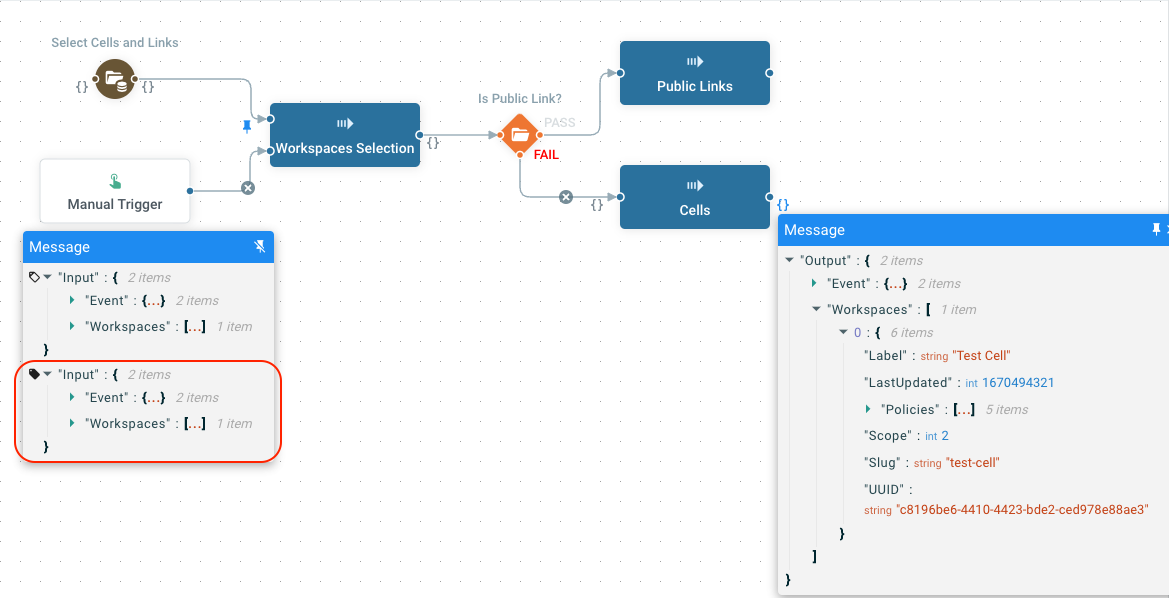 Select Cells and Links
{}
{}
Workspaces Selection
{}
Manual Trigger
Is Public Link?
PASS
FAIL
Public Links
{}
Cells
{}
Message
"Input" : { 2 items
"Event" : {...} 2 items
"Workspaces" : [...] 1 item
}
"Input" : { 2 items
"Event" : {...} 2 items
"Workspaces" : [...] 1 item
}
Message
"Output" : { 2 items
"Event" : {...} 2 items
"Workspaces" : [ 1 item
0 : { 6 items
"Label" : string "Test Cell"
"LastUpdated" : int 1670494321
"Policies" : [...] 5 items
"Scope" : int 2
"Slug" : string "test-cell"
"UUID" :
string "c8196be6-4410-4423-bde2-ced978e88ae3"
}
]
}